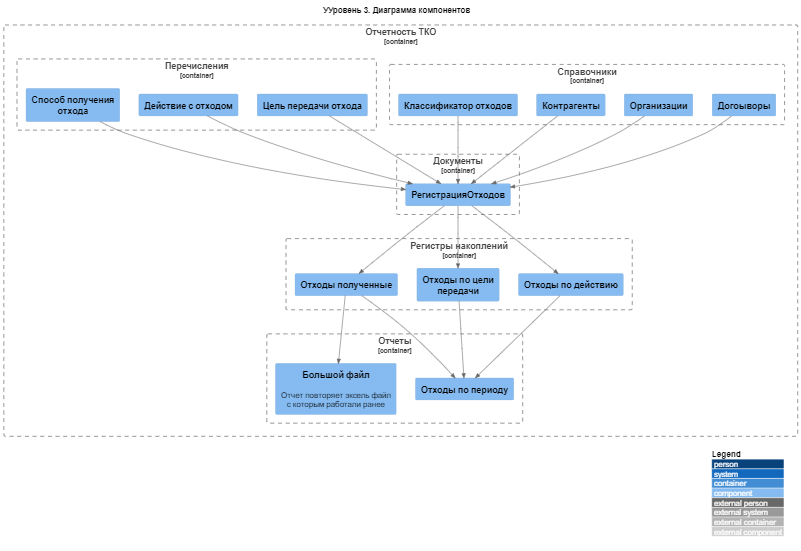 УУровень 3. Диаграмма компонентов
Отчетность ТКО
[container]
Перечисления
[container]
Справочники
[container]
Способ получения
отхода
Действие с отходом
Цель передачи отхода
Классификатор отходов
Контрагенты
Организации
Догоыворы
Документы
[container]
РегистрацияОтходов
Регистры накоплений
[container]
Отходы полученные
Отходы по цели
передачи
Отходы по действию
Отчеты
[container]
Большой файл
Отчет повторяет эксель файл
с которым работали ранее
Отходы по периоду
Legend
person
system
container
component
external person
external system
external container
external component